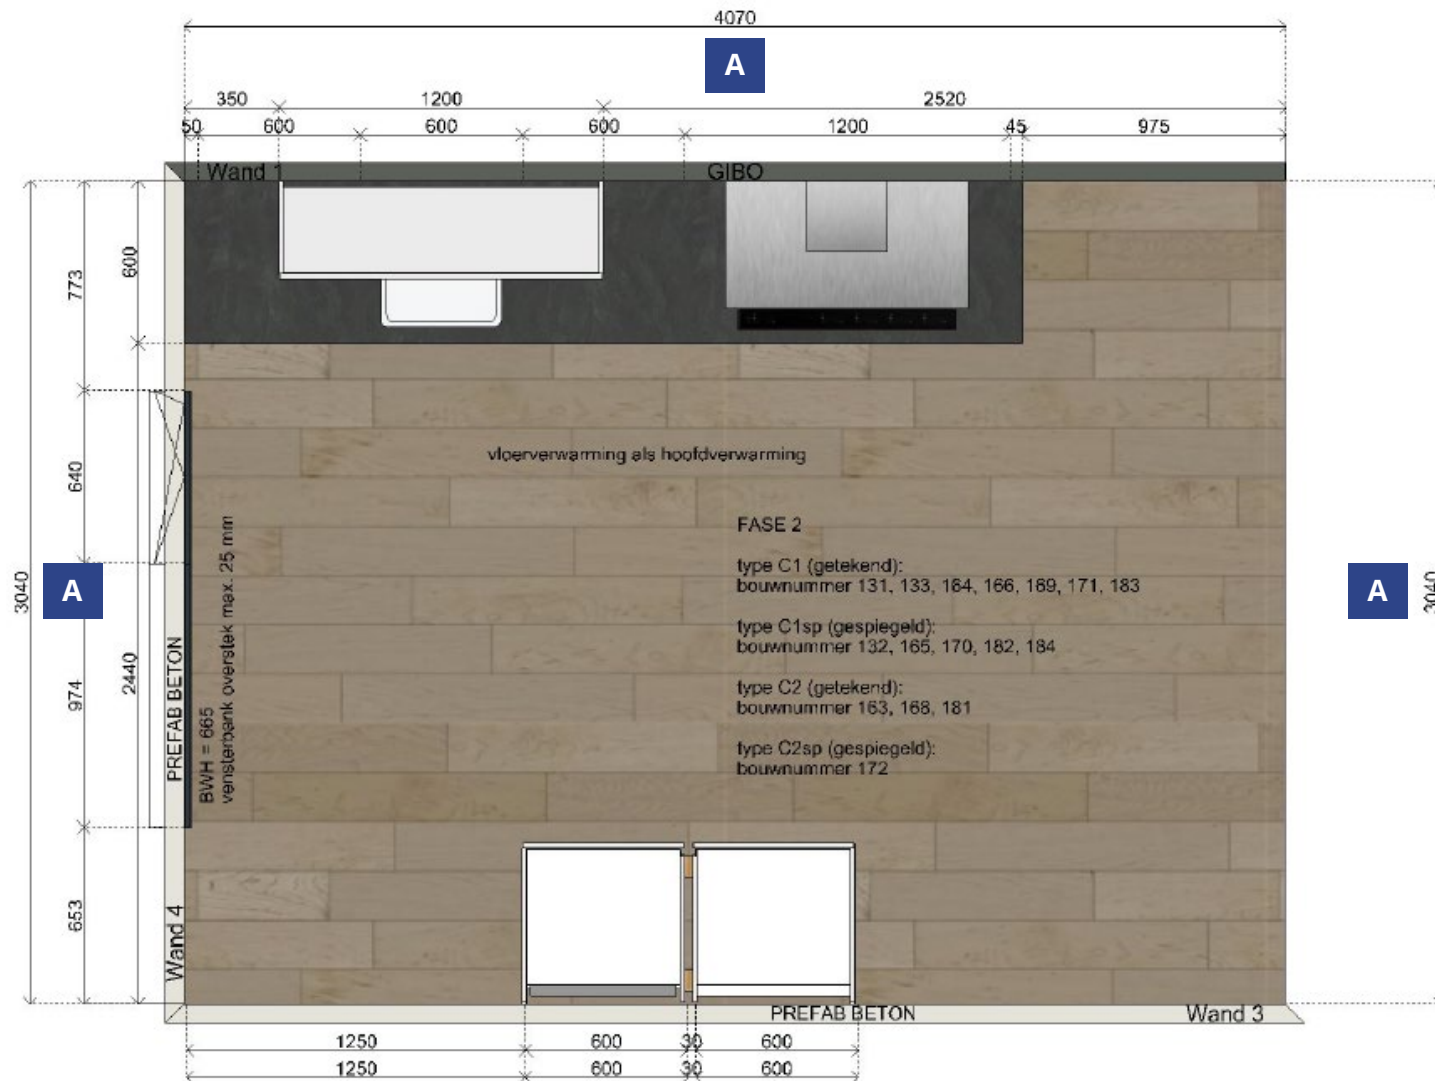 4070
A
350 1200 2520
50 600 600 600 1200 45 975
Wand 1 GIBO
773
600
640
3040
A
974
2440
653
PREFAB BETON
Wand 4
BWH = 665
vensterbank overstek max. 25 mm
vloerverwarming als hoofdverwarming
FASE 2
type C1 (getekend):
bouwnummer 131, 133, 164, 166, 169, 171, 183
type C1sp (gespiegeld):
bouwnummer 132, 165, 170, 182, 184
type C2 (getekend):
bouwnummer 163, 168, 181
type C2sp (gespiegeld):
bouwnummer 172
A
3040
PREFAB BETON Wand 3
1250 600 30 600
1250 600 30 600